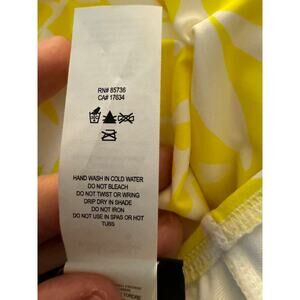 RN# 85736
CA# 17634
HAND WASH IN COLD WATER
DO NOT BLEACH
DO NOT TWIST OR WRING
DRIP DRY IN SHADE
DO NOT IRON
DO NOT USE IN SPAS OR HOT
TUBS